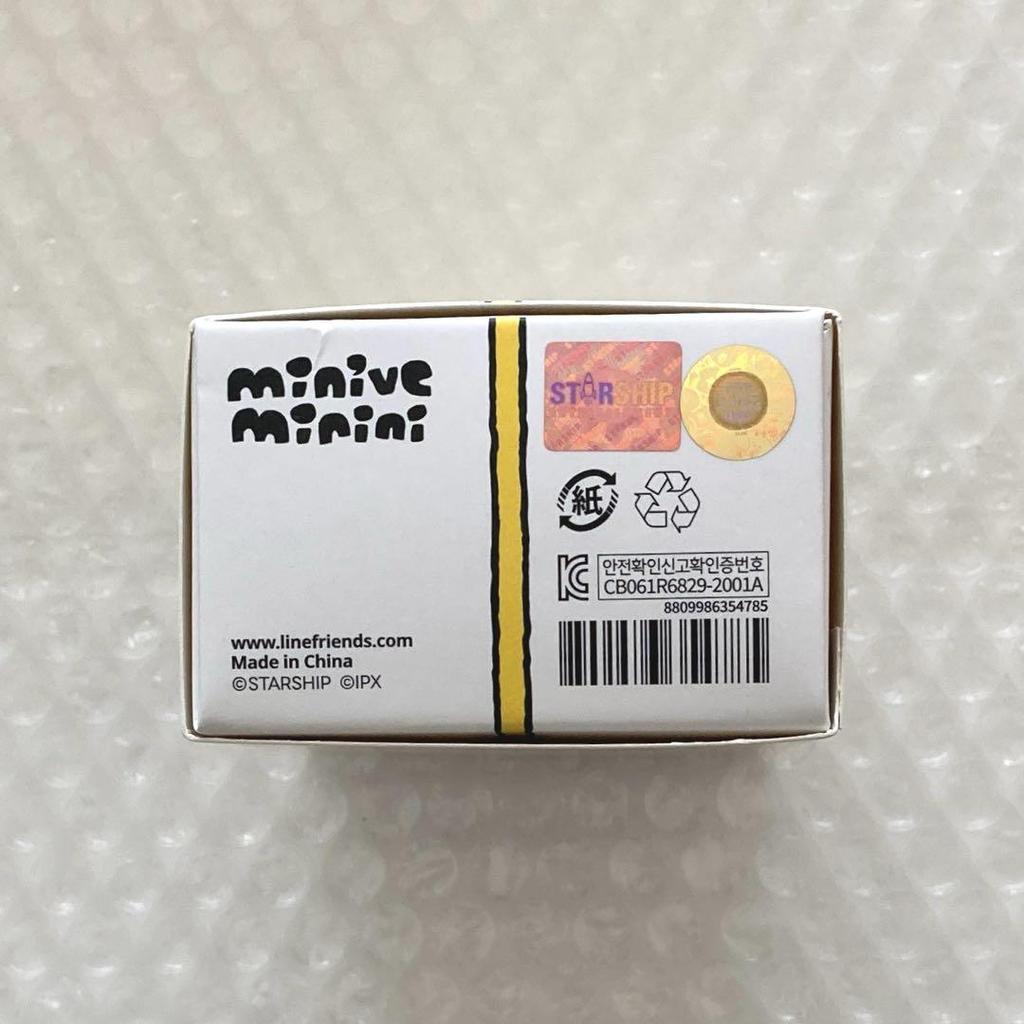 minive
minini
www.linefriends.com
Made in China
©STARSHIP ©IPX
STARSHIP
紙
안전확인신고확인증번호
CB061R6829-2001A
8809986354785